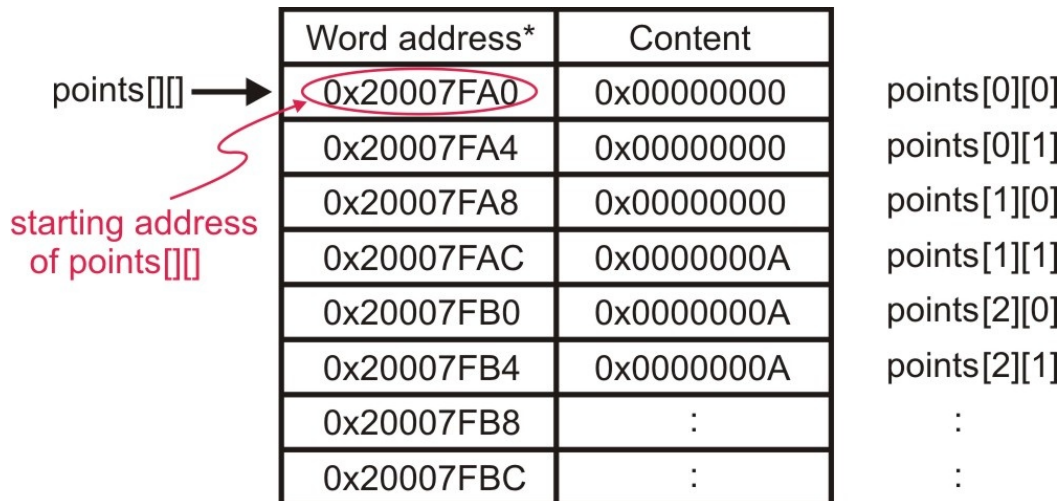 Word address* Content
points[][] 0x20007FA0 0x00000000 points[0][0]
0x20007FA4 0x00000000 points[0][1]
0x20007FA8 0x00000000 points[1][0]
starting address
of points[][]
0x20007FAC 0x0000000A points[1][1]
0x20007FB0 0x0000000A points[2][0]
0x20007FB4 0x0000000A points[2][1]
0x20007FB8 : :
0x20007FBC : :